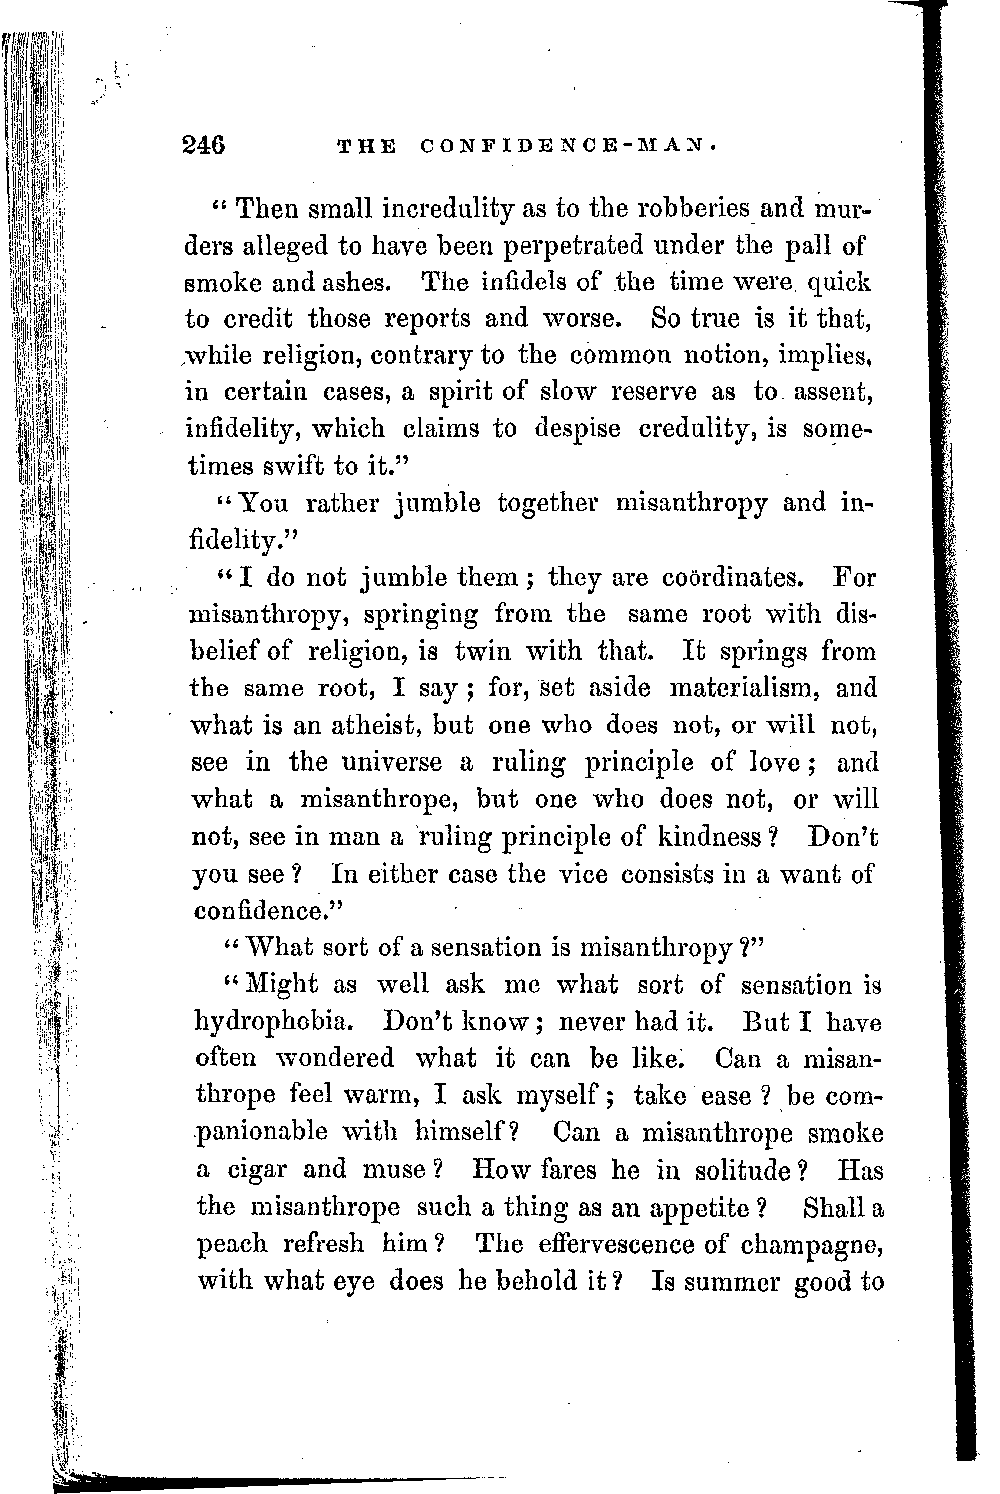 246 THE CONFIDENCE-MAN.
“Then small incredulity as to the robberies and mur-
ders alleged to have been perpetrated under the pall of
smoke and ashes. The infidels of the time were quick
to credit those reports and worse. So true is it that,
while religion, contrary to the common notion, implies,
in certain cases, a spirit of slow reserve as to assent,
infidelity, which claims to despise credulity, is some-
times swift to it.”
“You rather jumble together misanthropy and in-
fidelity.”
“I do not jumble them; they are coördinates. For
misanthropy, springing from the same root with dis-
belief of religion, is twin with that. It springs from
the same root, I say; for, set aside materialism, and
what is an atheist, but one who does not, or will not,
see in the universe a ruling principle of love; and
what a misanthrope, but one who does not, or will
not, see in man a ruling principle of kindness? Don’t
you see? In either case the vice consists in a want of
confidence.”
“What sort of a sensation is misanthropy?”
“Might as well ask me what sort of sensation is
hydrophobia. Don’t know; never had it. But I have
often wondered what it can be like. Can a misan-
thrope feel warm, I ask myself; take ease? be com-
panionable with himself? Can a misanthrope smoke
a cigar and muse? How fares he in solitude? Has
the misanthrope such a thing as an appetite? Shall a
peach refresh him? The effervescence of champagne,
with what eye does he behold it? Is summer good to